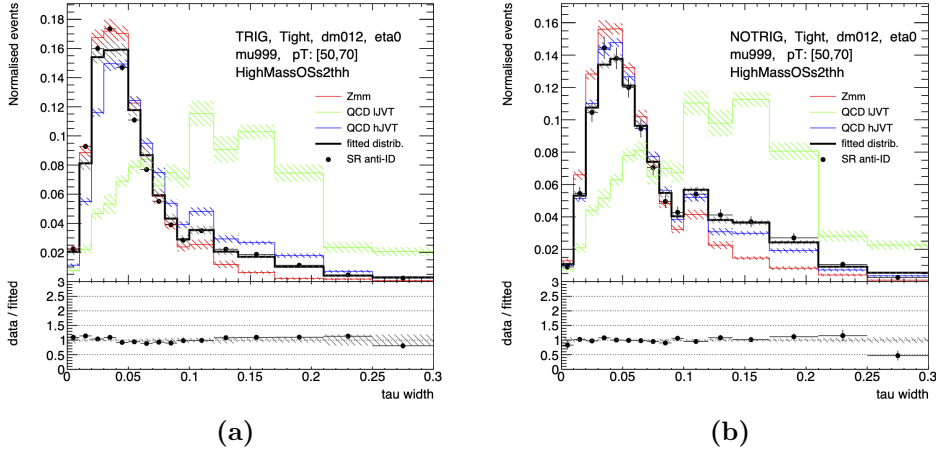 Normalised events
0.18
0.16
0.14
0.12
0.1
0.08
0.06
0.04
0.02
TRIG, Tight, dm012, eta0
mu999, pT: [50,70]
HighMassOSs2thh
Zmm
QCD lJVT
QCD hJVT
fitted distrib.
SR anti-ID
data / fitted
3
2.5
2
1.5
1
0.5
0
0 0.05 0.1 0.15 0.2 0.25 0.3
tau width
(a)
Normalised events
0.16
0.14
0.12
0.1
0.08
0.06
0.04
0.02
NOTRIG, Tight, dm012, eta0
mu999, pT: [50,70]
HighMassOSs2thh
Zmm
QCD lJVT
QCD hJVT
fitted distrib.
SR anti-ID
data / fitted
3
2.5
2
1.5
1
0.5
0
0 0.05 0.1 0.15 0.2 0.25 0.3
tau width
(b)